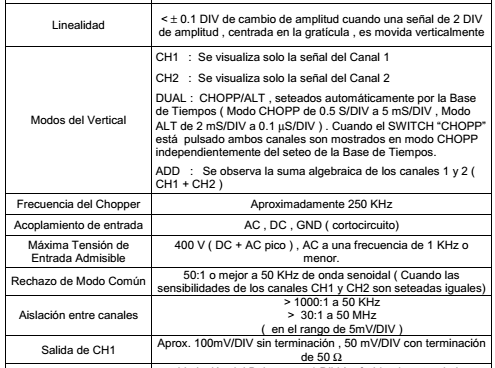 Linealidad
< ± 0.1 DIV de cambio de amplitud cuando una señal de 2 DIV
de amplitud , centrada en la gratícula , es movida verticalmente
Modos del Vertical
CH1 : Se visualiza solo la señal del Canal 1
CH2 : Se visualiza solo la señal del Canal 2
DUAL : CHOPP/ALT , seteados automáticamente por la Base
de Tiempos ( Modo CHOPP de 0.5 S/DIV a 5 mS/DIV , Modo
ALT de 2 mS/DIV a 0.1 µS/DIV ) . Cuando el SWITCH “CHOPP”
está pulsado ambos canales son mostrados en modo CHOPP
independientemente del seteo de la Base de Tiempos.
ADD : Se observa la suma algebraica de los canales 1 y 2 (
CH1 + CH2 )
Frecuencia del Chopper
Aproximadamente 250 KHz
Acoplamiento de entrada
AC , DC , GND ( cortocircuito)
Máxima Tensión de
Entrada Admisible
400 V ( DC + AC pico ) , AC a una frecuencia de 1 KHz o
menor.
Rechazo de Modo Común
50:1 o mejor a 50 KHz de onda senoidal ( Cuando las
sensibilidades de los canales CH1 y CH2 son seteadas iguales)
Aislación entre canales
> 1000:1 a 50 KHz
> 30:1 a 50 MHz
( en el rango de 5mV/DIV )
Salida de CH1
Aprox. 100mV/DIV sin terminación , 50 mV/DIV con terminación
de 50 Ω